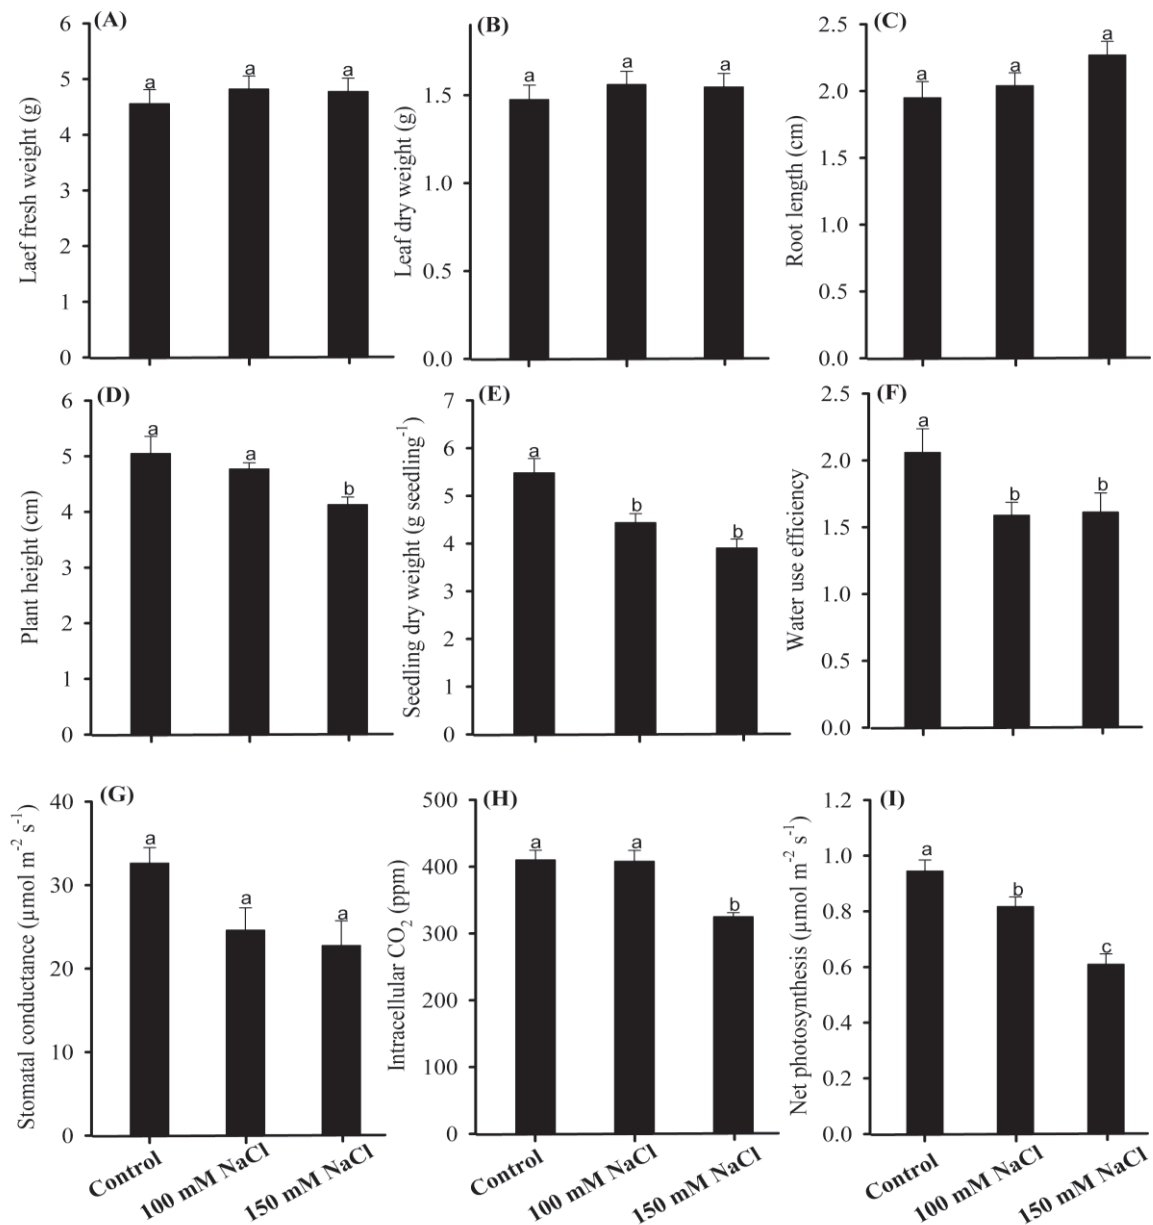 (A)
Laef fresh weight (g)
6
5
4
3
2
1
0
a
a
a
(B)
Leaf dry weight (g)
1.5
1.0
0.5
0.0
a
a
a
(C)
Root length (cm)
2.5
2.0
1.5
1.0
0.5
0.0
a
a
a
(D)
Plant height (cm)
6
5
4
3
2
1
0
a
a
b
(E)
Seedling dry weight (g seedling⁻¹)
7
6
5
4
3
2
1
0
a
b
b
(F)
Water use efficiency
2.5
2.0
1.5
1.0
0.5
0.0
a
b
b
(G)
Stomatal conductance (µmol m⁻² s⁻¹)
40
30
20
10
0
a
a
a
Control
100 mM NaCl
150 mM NaCl
(H)
Intracellular CO₂ (ppm)
500
400
300
200
100
0
a
a
b
Control
100 mM NaCl
150 mM NaCl
(I)
Net photosynthesis (µmol m⁻² s⁻¹)
1.2
1.0
0.8
0.6
0.4
0.2
0.0
a
b
c
Control
100 mM NaCl
150 mM NaCl